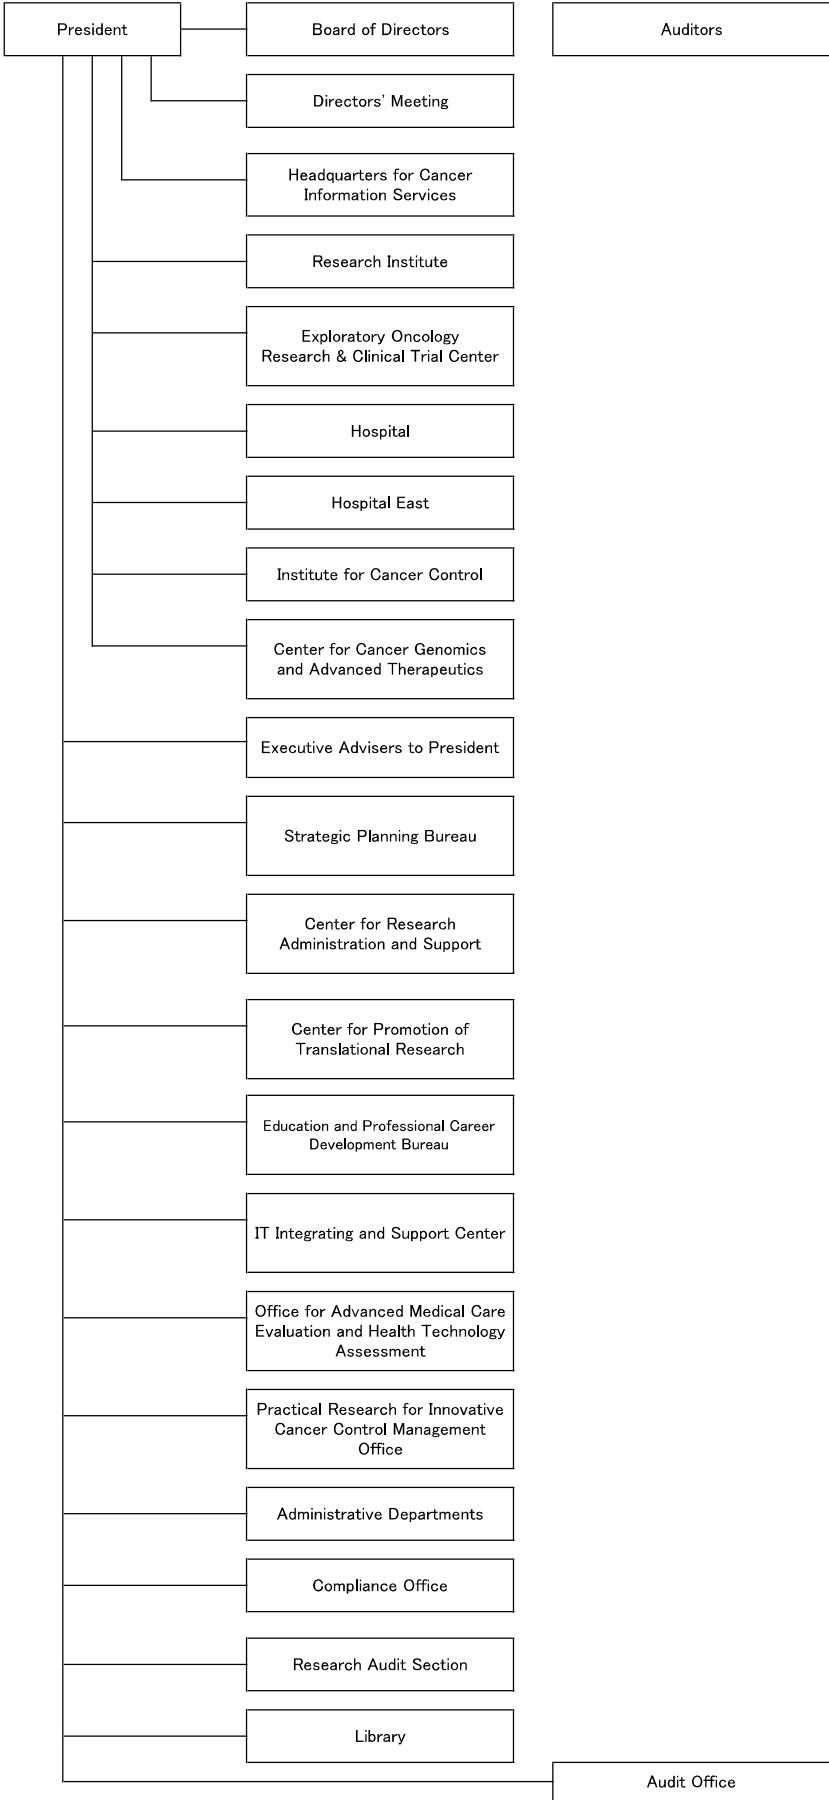 President
Board of Directors
Auditors
Directors' Meeting
Headquarters for Cancer
Information Services
Research Institute
Exploratory Oncology
Research & Clinical Trial Center
Hospital
Hospital East
Institute for Cancer Control
Center for Cancer Genomics
and Advanced Therapeutics
Executive Advisers to President
Strategic Planning Bureau
Center for Research
Administration and Support
Center for Promotion of
Translational Research
Education and Professional Career
Development Bureau
IT Integrating and Support Center
Office for Advanced Medical Care
Evaluation and Health Technology
Assessment
Practical Research for Innovative
Cancer Control Management
Office
Administrative Departments
Compliance Office
Research Audit Section
Library
Audit Office